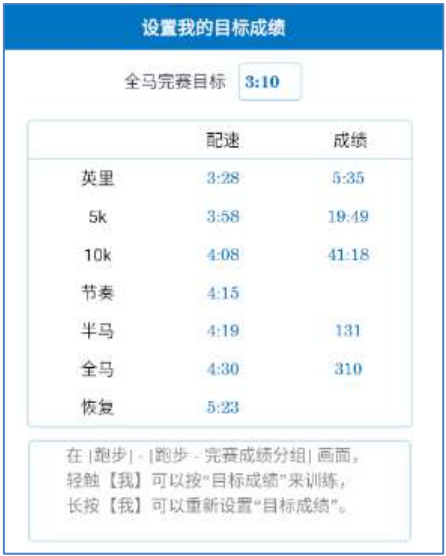 设置我的目标成绩
全马完赛目标 3:10
配速 成绩
英里 3:28 5:35
5k 3:58 19:49
10k 4:08 41:18
节奏 4:15
半马 4:19 131
全马 4:30 310
恢复 5:23
在 [跑步] - [跑步 - 完赛成绩分组] 画面，
轻触【我】可以按“目标成绩”来训练，
长按【我】可以重新设置“目标成绩”。